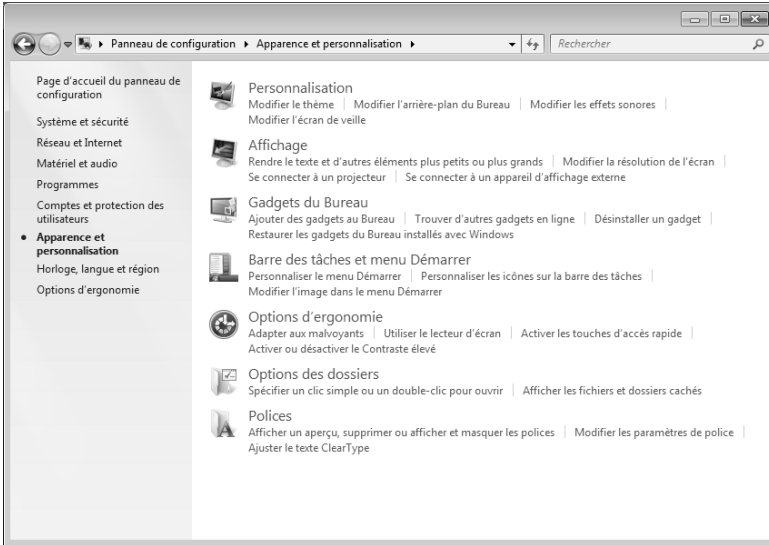 Panneau de configuration ▸ Apparence et personnalisation ▸ Rechercher
Page d'accueil du panneau de
configuration
Système et sécurité
Réseau et Internet
Matériel et audio
Programmes
Comptes et protection des
utilisateurs
Apparence et
personnalisation
Horloge, langue et région
Options d'ergonomie
Personnalisation
Modifier le thème | Modifier l'arrière-plan du Bureau | Modifier les effets sonores |
Modifier l'écran de veille
Affichage
Rendre le texte et d'autres éléments plus petits ou plus grands | Modifier la résolution de l'écran |
Se connecter à un projecteur | Se connecter à un appareil d'affichage externe
Gadgets du Bureau
Ajouter des gadgets au Bureau | Trouver d'autres gadgets en ligne | Désinstaller un gadget |
Restaurer les gadgets du Bureau installés avec Windows
Barre des tâches et menu Démarrer
Personnaliser le menu Démarrer | Personnaliser les icônes sur la barre des tâches |
Modifier l'image dans le menu Démarrer
Options d'ergonomie
Adapter aux malvoyants | Utiliser le lecteur d'écran | Activer les touches d'accès rapide |
Activer ou désactiver le Contraste élevé
Options des dossiers
Spécifier un clic simple ou un double-clic pour ouvrir | Afficher les fichiers et dossiers cachés
Polices
Afficher un aperçu, supprimer ou afficher et masquer les polices | Modifier les paramètres de police |
Ajuster le texte ClearType